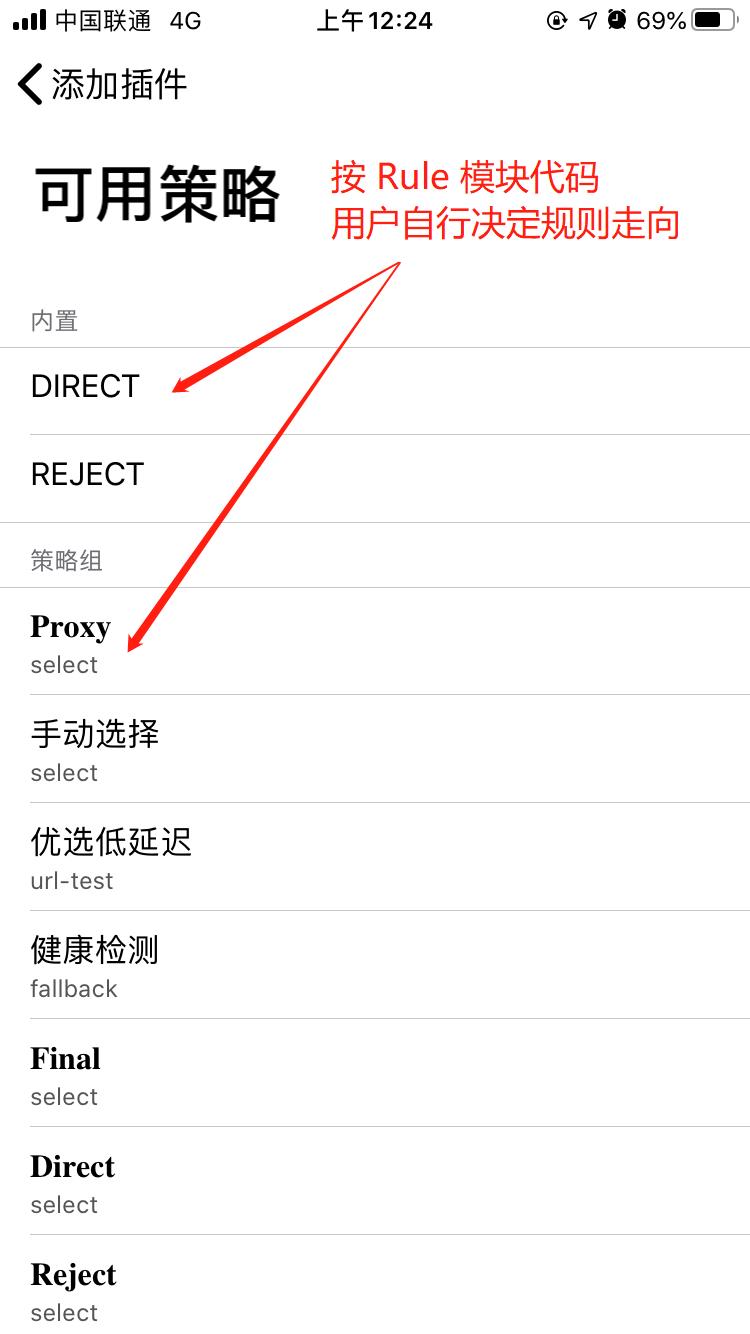 中国联通 4G 上午12:24 69%
添加插件
可用策略
按 Rule 模块代码
用户自行决定规则走向
内置
DIRECT
REJECT
策略组
Proxy
select
手动选择
select
优选低延迟
url-test
健康检测
fallback
Final
select
Direct
select
Reject
select